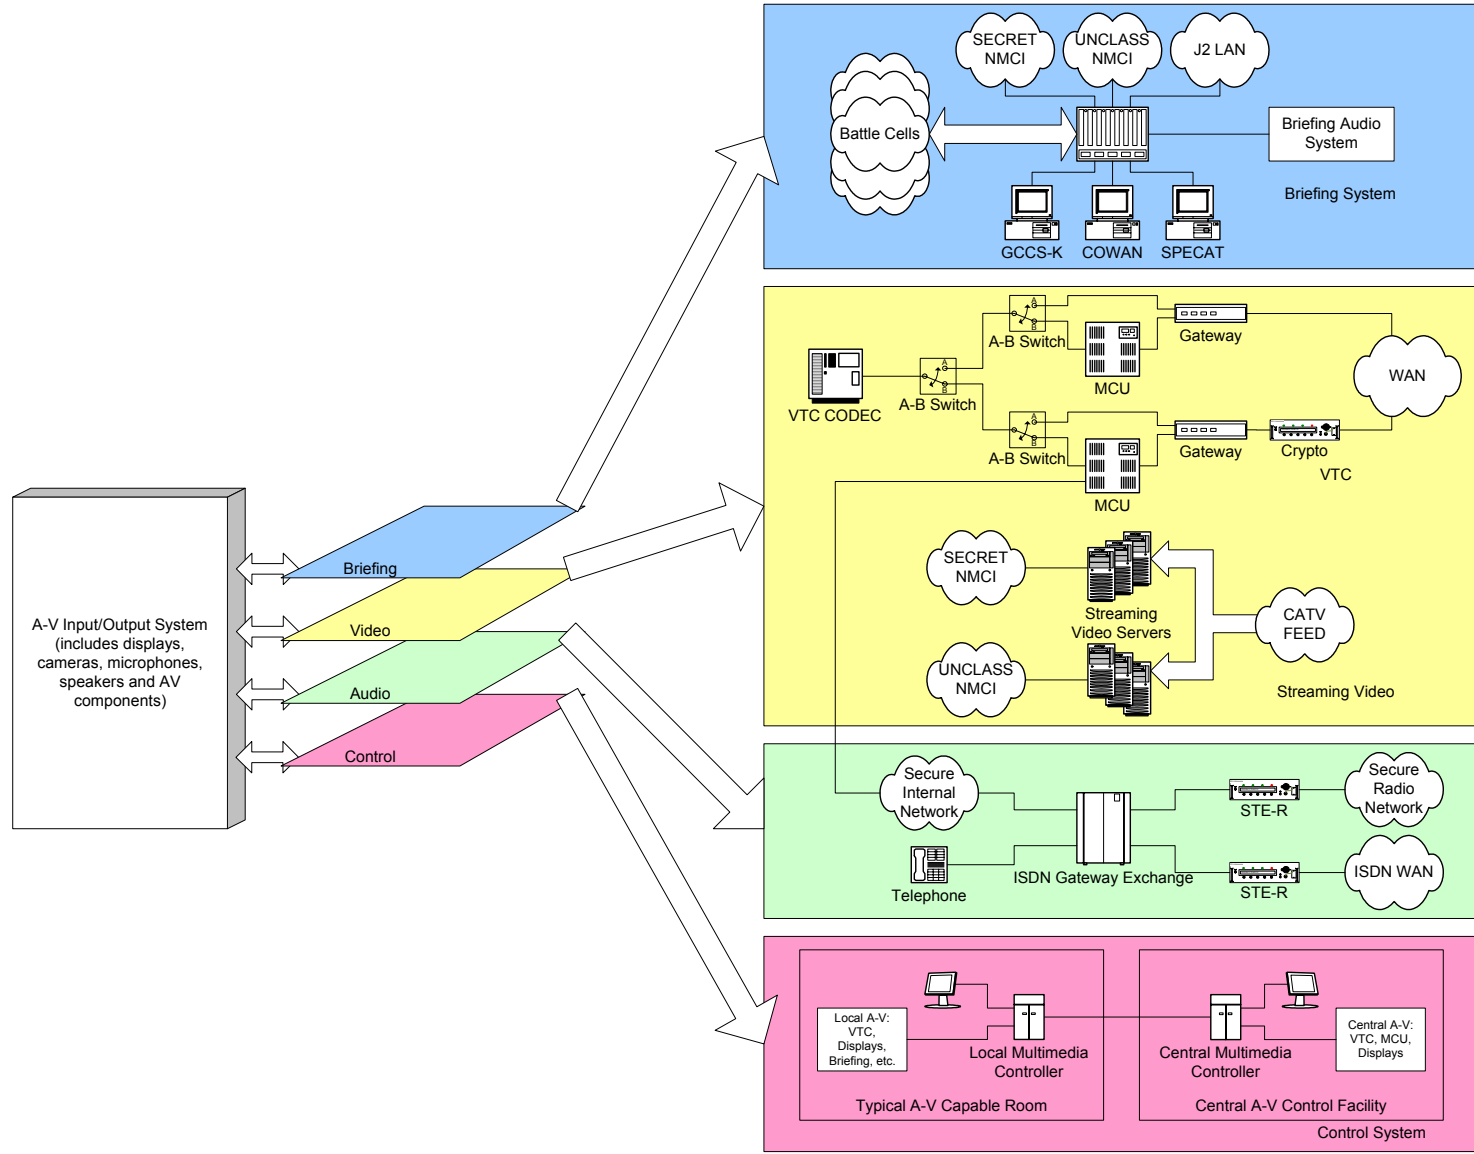 A-V Input/Output System
(includes displays,
cameras, microphones,
speakers and AV
components)
Briefing
Video
Audio
Control
SECRET
NMCI
UNCLASS
NMCI
J2 LAN
Battle Cells
Briefing Audio
System
Briefing System
GCCS-K
COWAN
SPECAT
A
B
A-B Switch
Gateway
MCU
WAN
VTC CODEC
A
B
A-B Switch
A
B
A-B Switch
Gateway
Crypto
VTC
MCU
SECRET
NMCI
Streaming
Video Servers
CATV
FEED
UNCLASS
NMCI
Streaming Video
Secure
Internal
Network
STE-R
Secure
Radio
Network
Telephone
ISDN Gateway Exchange
STE-R
ISDN WAN
Local A-V:
VTC,
Displays,
Briefing, etc.
Local Multimedia
Controller
Typical A-V Capable Room
Central Multimedia
Controller
Central A-V:
VTC, MCU,
Displays
Central A-V Control Facility
Control System